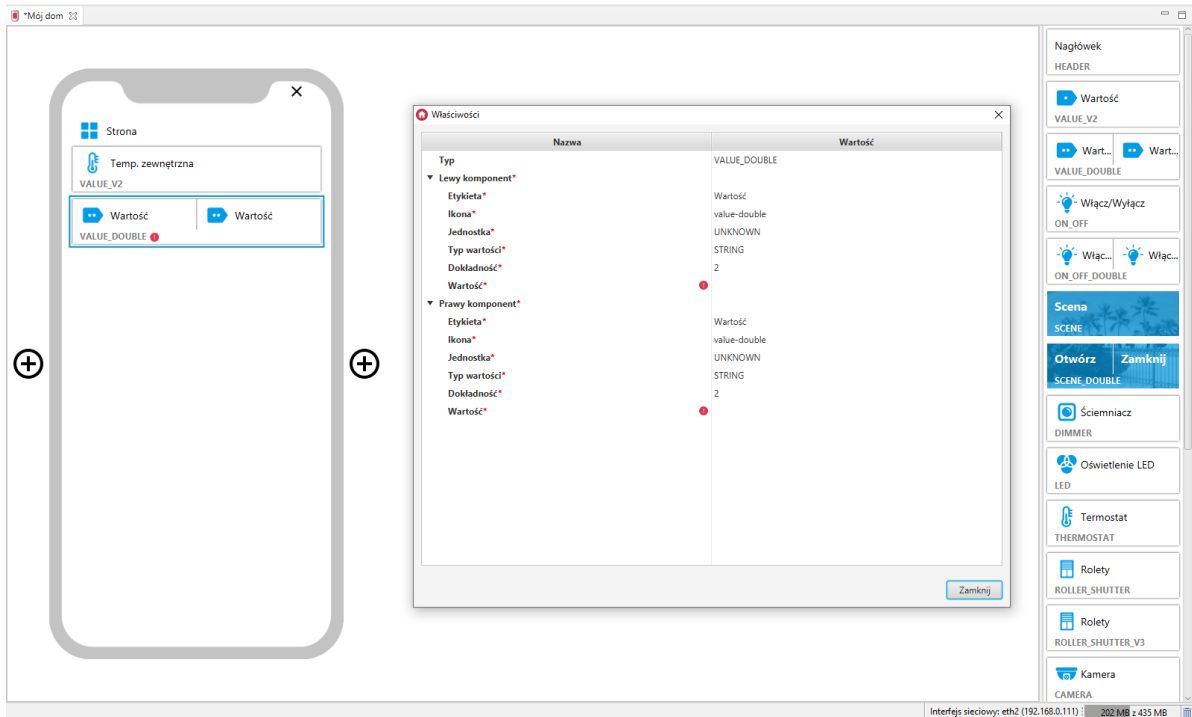 *Mój dom
Strona
Temp. zewnętrzna
VALUE_V2
Wartość
Wartość
VALUE_DOUBLE
Właściwości
Nazwa
Wartość
Typ
VALUE_DOUBLE
Lewy komponent*
Etykieta*
Wartość
Ikona*
value-double
Jednostka*
UNKNOWN
Typ wartości*
STRING
Dokładność*
2
Wartość*
Prawy komponent*
Etykieta*
Wartość
Ikona*
value-double
Jednostka*
UNKNOWN
Typ wartości*
STRING
Dokładność*
2
Wartość*
Zamknij
Nagłówek
HEADER
Wartość
VALUE_V2
Wart...
Wart...
VALUE_DOUBLE
Włącz/Wyłącz
ON_OFF
Włąc...
Włąc...
ON_OFF_DOUBLE
Scena
SCENE
Otwórz
Zamknij
SCENE_DOUBLE
Ściemniacz
DIMMER
Oświetlenie LED
LED
Termostat
THERMOSTAT
Rolety
ROLLER_SHUTTER
Rolety
ROLLER_SHUTTER_V3
Kamera
CAMERA
Interfejs sieciowy: eth2 (192.168.0.111)
202 MB z 435 MB